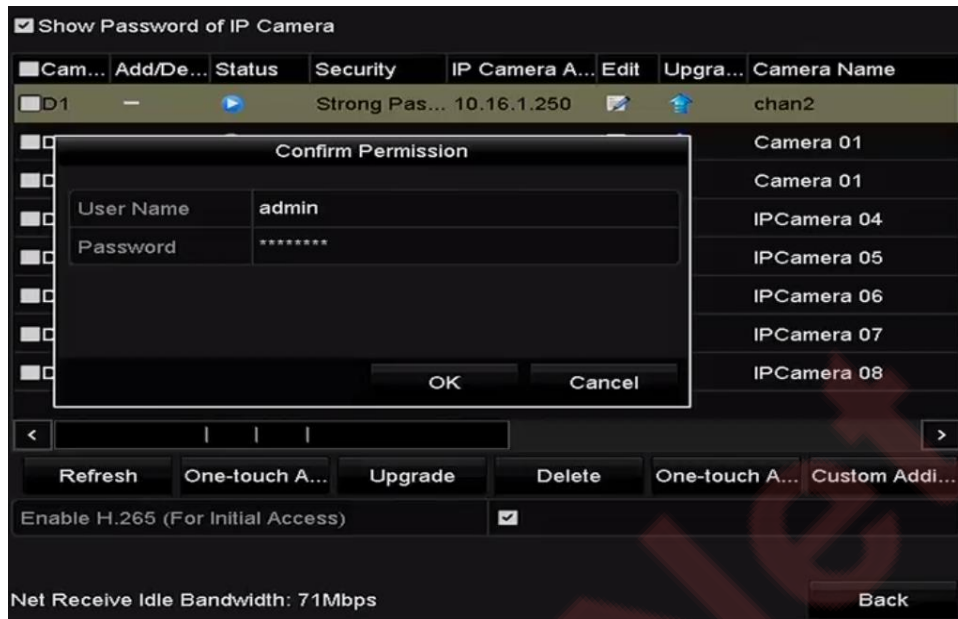 Show Password of IP Camera
Cam... Add/De... Status Security IP Camera A... Edit Upgra... Camera Name
D1 — Strong Pas... 10.16.1.250 chan2
Confirm Permission
Camera 01
Camera 01
User Name admin
IPCamera 04
Password ********
IPCamera 05
IPCamera 06
IPCamera 07
OK Cancel
IPCamera 08
Refresh One-touch A... Upgrade Delete One-touch A... Custom Addi...
Enable H.265 (For Initial Access)
Net Receive Idle Bandwidth: 71Mbps
Back